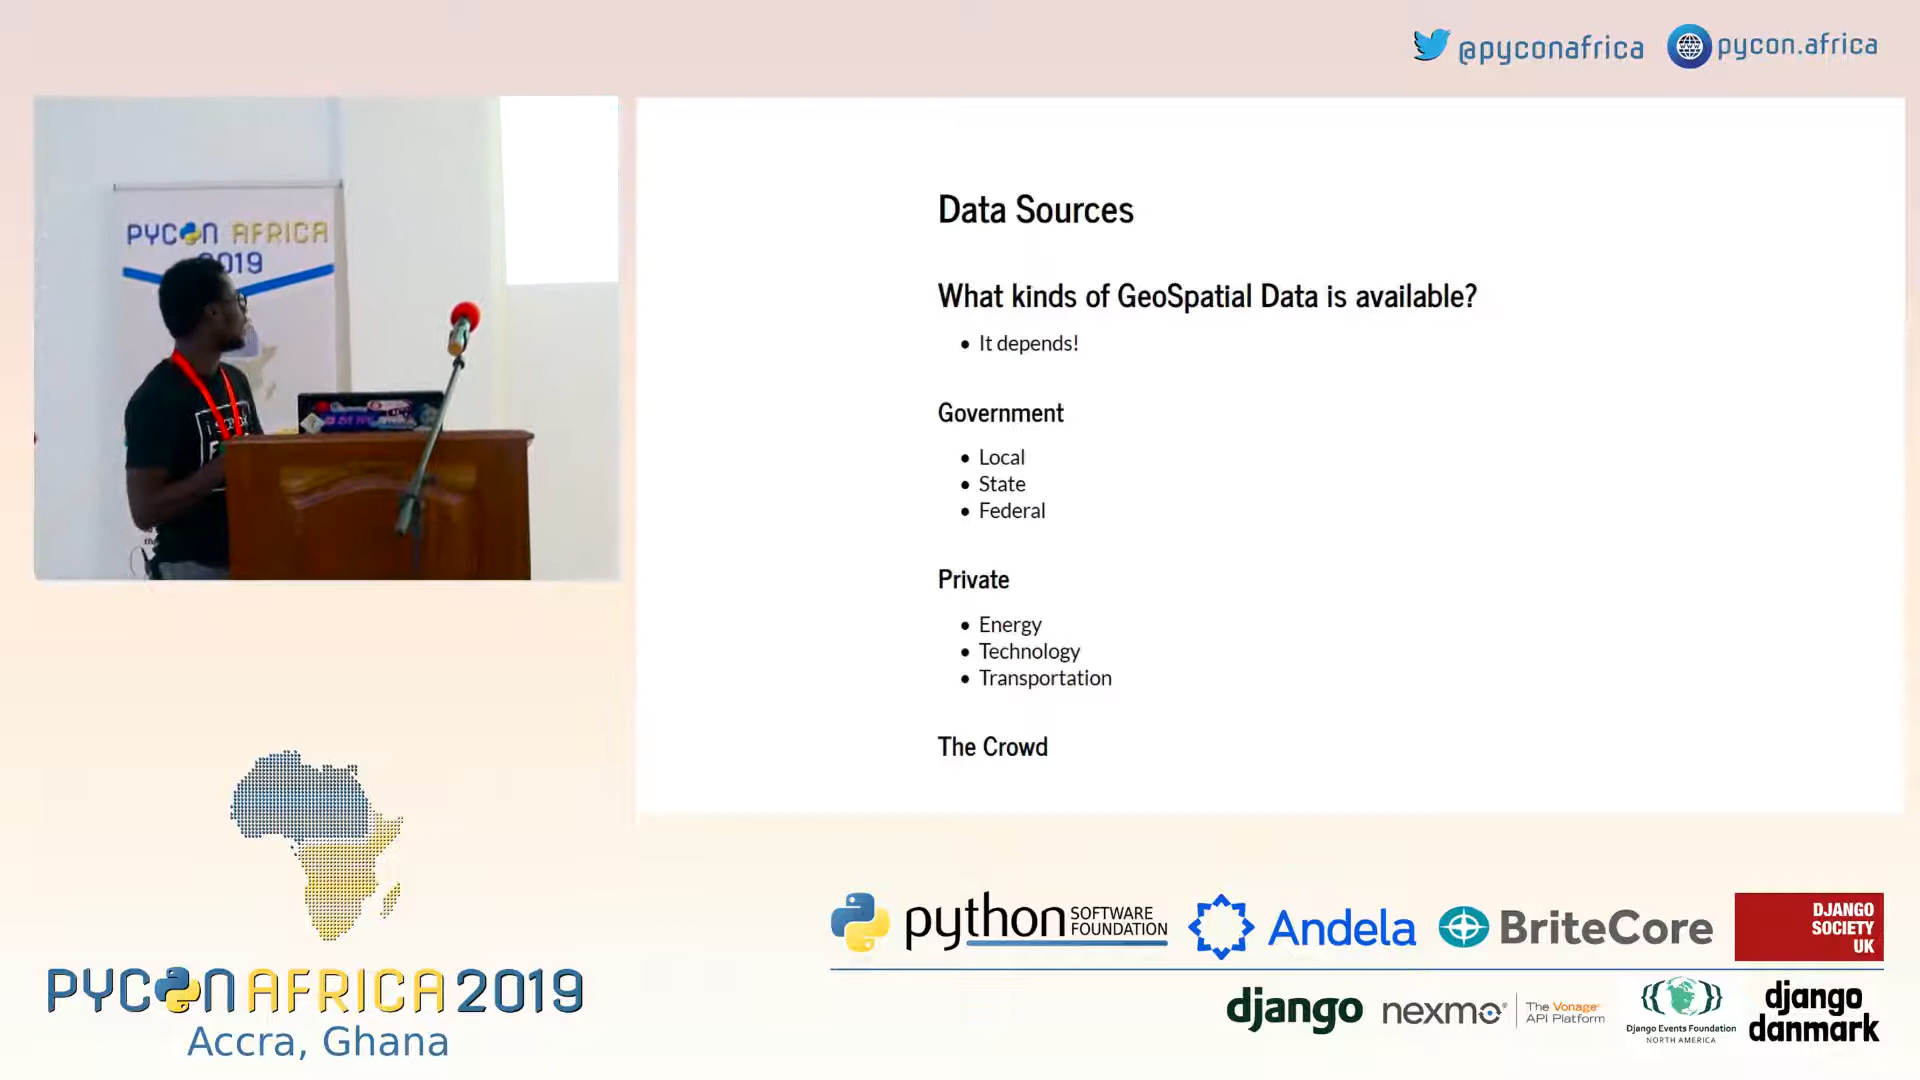 @pyconafrica
pycon.africa
PYCON AFRICA
2019
Data Sources
What kinds of GeoSpatial Data is available?
• It depends!
Government
• Local
• State
• Federal
Private
• Energy
• Technology
• Transportation
The Crowd
PYCON AFRICA 2019
Accra, Ghana
python SOFTWARE
FOUNDATION
Andela
BriteCore
DJANGO
SOCIETY
UK
django
nexmo
The Vonage
API Platform
Django Events Foundation
NORTH AMERICA
django
danmark